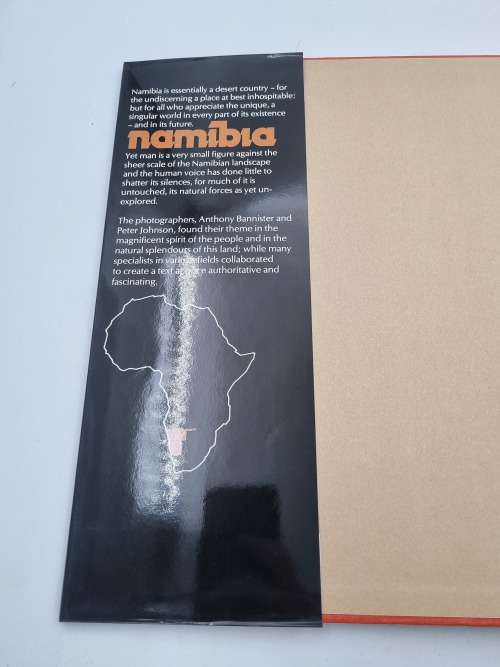 Namibia is essentially a desert country – for
the undiscerning a place at best inhospitable:
but for all who appreciate the unique, a
singular world in every part of its existence
– and in its future.
namibia
Yet man is a very small figure against the
sheer scale of the Namibian landscape
and the human voice has done little to
shatter its silences, for much of it is
untouched, its natural forces as yet un-
explored.
The photographers, Anthony Bannister and
Peter Johnson, found their theme in the
magnificent spirit of the people and in the
natural splendours of this land; while many
specialists in various fields collaborated
to create a text at once authoritative and
fascinating.